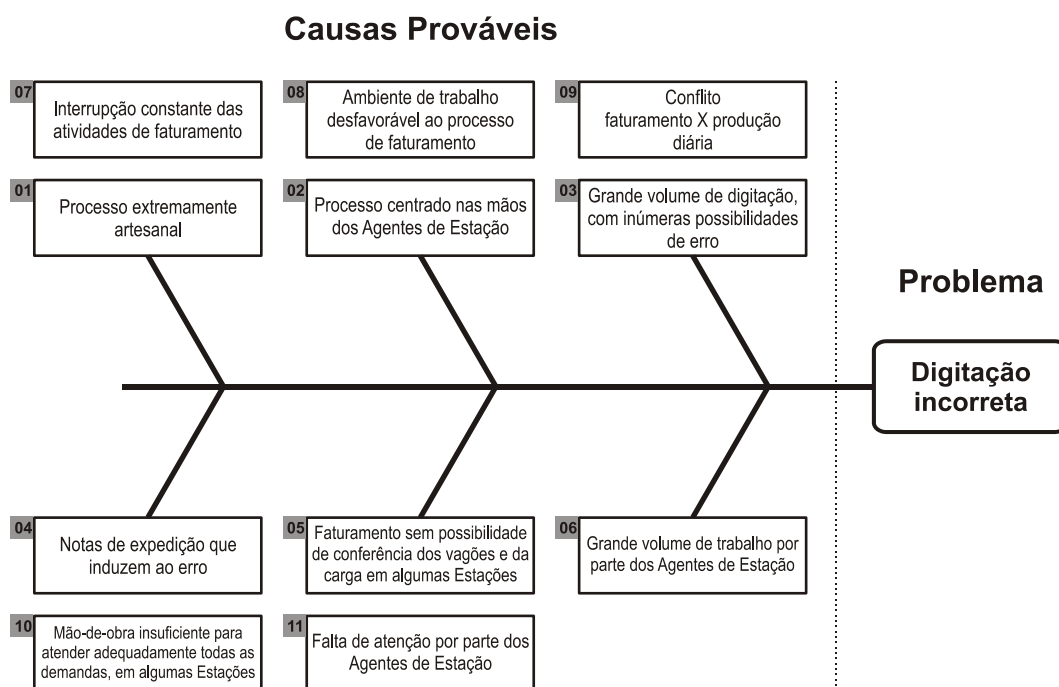 Causas Prováveis
07
Interrupção constante das
atividades de faturamento
08
Ambiente de trabalho
desfavorável ao processo
de faturamento
09
Conflito
faturamento X produção
diária
01
Processo extremamente
artesanal
02
Processo centrado nas mãos
dos Agentes de Estação
03
Grande volume de digitação,
com inúmeras possibilidades
de erro
Problema
Digitação
incorreta
04
Notas de expedição que
induzem ao erro
05
Faturamento sem possibilidade
de conferência dos vagões e da
carga em algumas Estações
06
Grande volume de trabalho por
parte dos Agentes de Estação
10
Mão-de-obra insuficiente para
atender adequadamente todas as
demandas, em algumas Estações
11
Falta de atenção por parte dos
Agentes de Estação